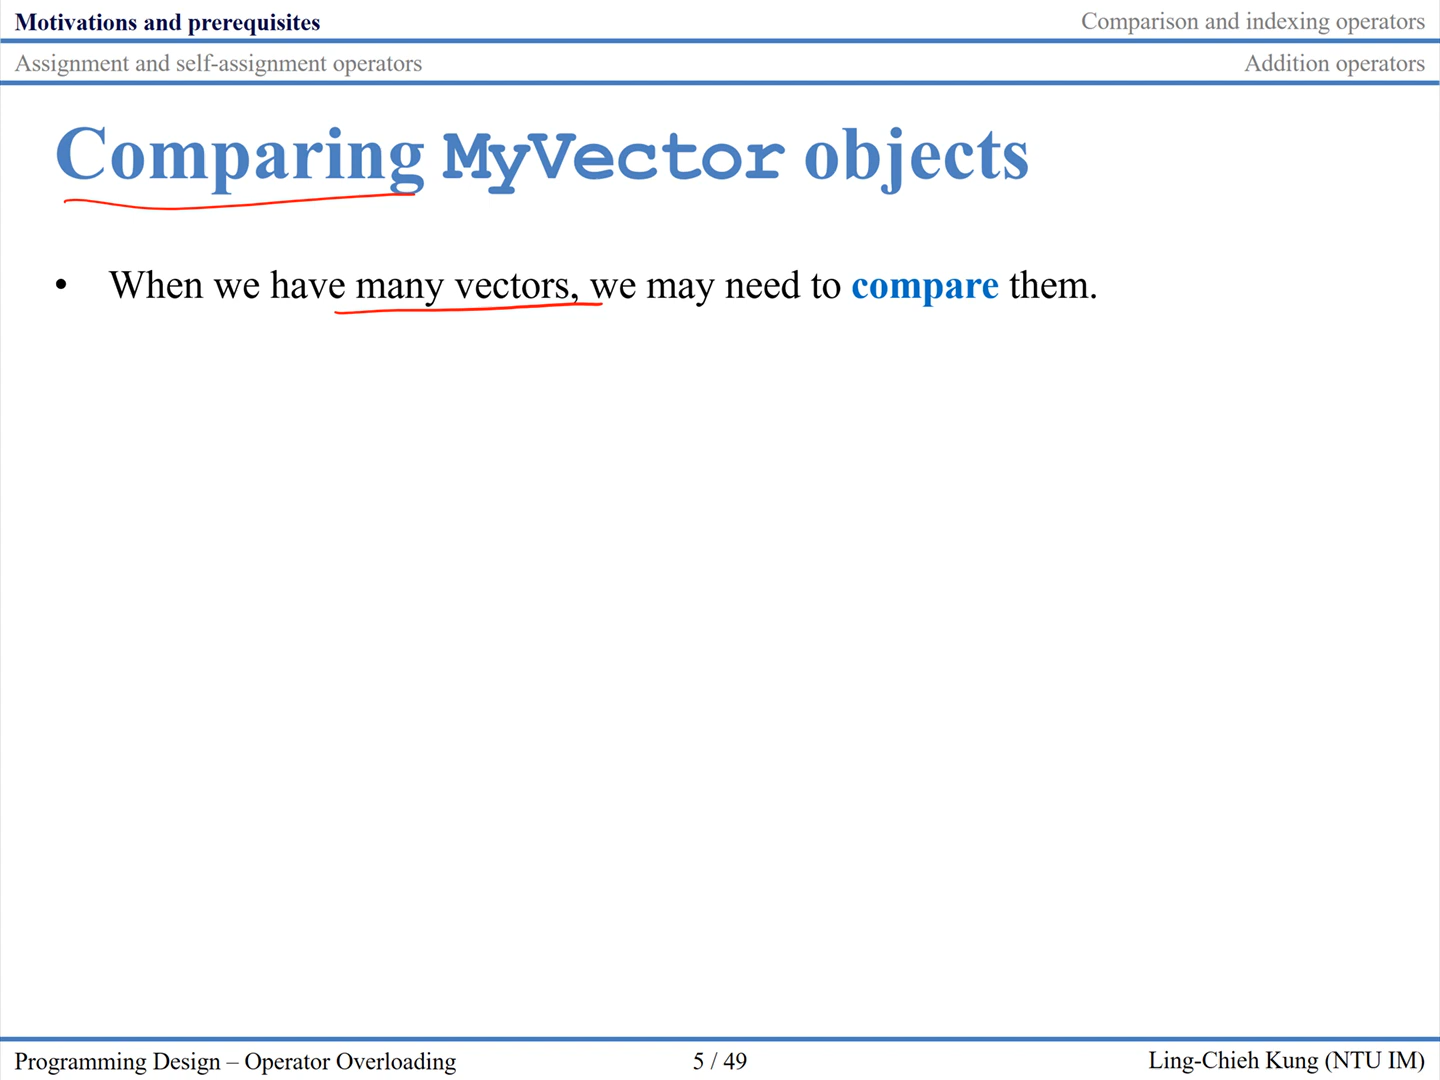 Motivations and prerequisites
Comparison and indexing operators
Assignment and self-assignment operators
Addition operators
Comparing MyVector objects
• When we have many vectors, we may need to compare them.
Programming Design – Operator Overloading
5 / 49
Ling-Chieh Kung (NTU IM)